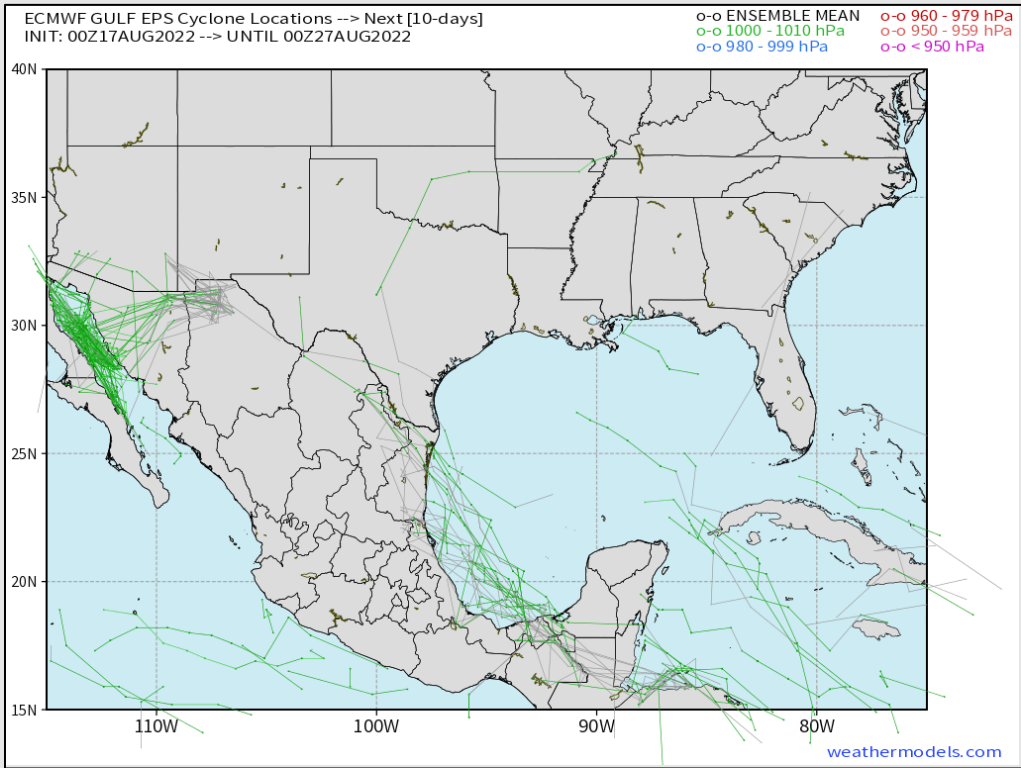 ECMWF GULF EPS Cyclone Locations --> Next [10-days]
INIT: 00Z17AUG2022 --> UNTIL 00Z27AUG2022
o-o ENSEMBLE MEAN
o-o 1000 - 1010 hPa
o-o 980 - 999 hPa
o-o 960 - 979 hPa
o-o 950 - 959 hPa
o-o < 950 hPa
40N
35N
30N
25N
20N
15N
110W
100W
90W
80W
weathermodels.com